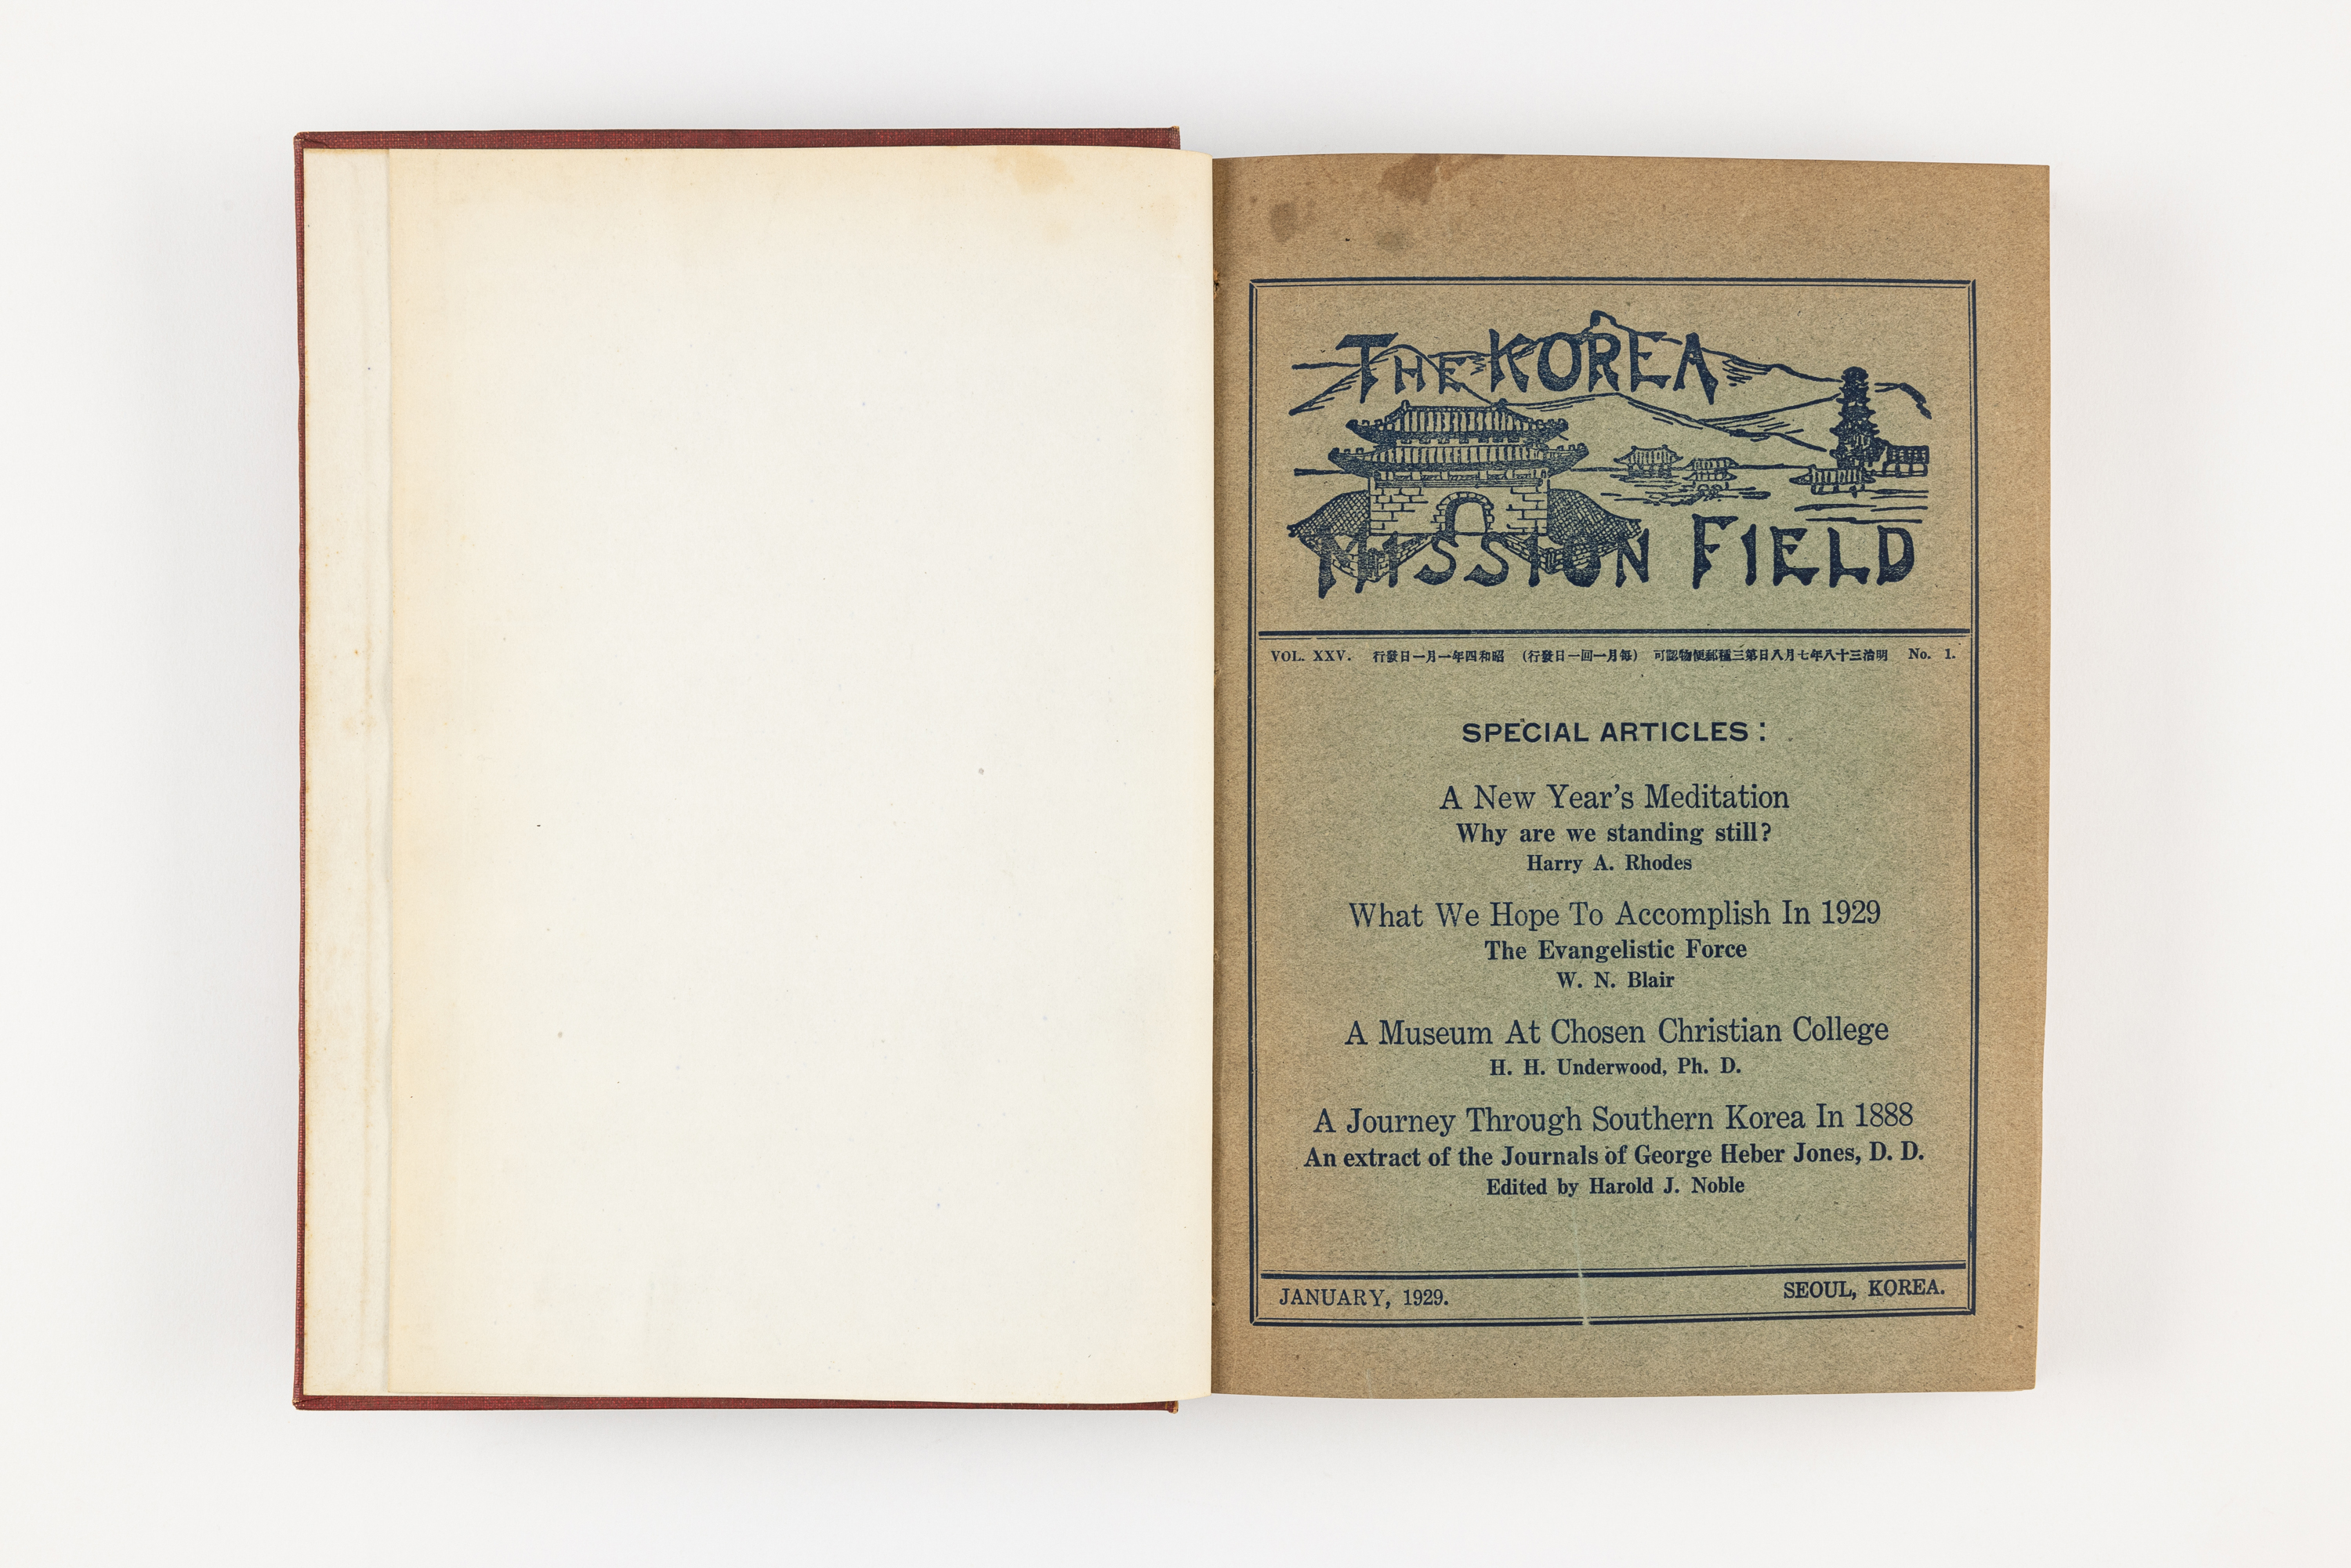 THE KOREA
MISSION FIELD
VOL. XXV. 行發日一月一年四和昭 (行發日一回一月每) 可認物便郵種三第日八月七年八十三治明 No. 1.
SPECIAL ARTICLES :
A New Year's Meditation
Why are we standing still?
Harry A. Rhodes
What We Hope To Accomplish In 1929
The Evangelistic Force
W. N. Blair
A Museum At Chosen Christian College
H. H. Underwood, Ph. D.
A Journey Through Southern Korea In 1888
An extract of the Journals of George Heber Jones, D. D.
Edited by Harold J. Noble
JANUARY, 1929. SEOUL, KOREA.